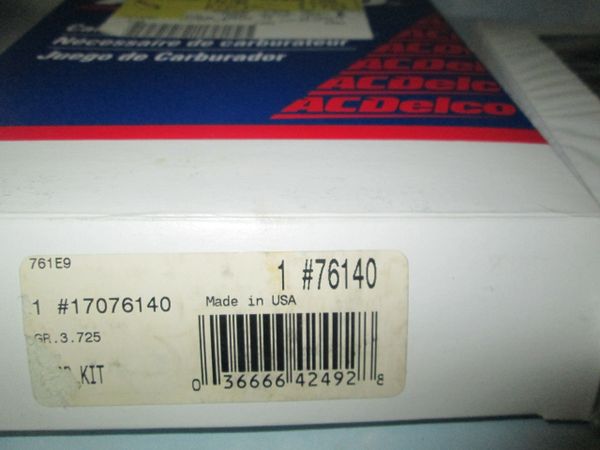 Nécessaire de carburateur
Juego de Carburador
ACDelco
ACDelco
ACDelco
ACDelco
761E9
1 #76140
1 #17076140
Made in USA
GR.3.725
KIT
0 36666 42492 8